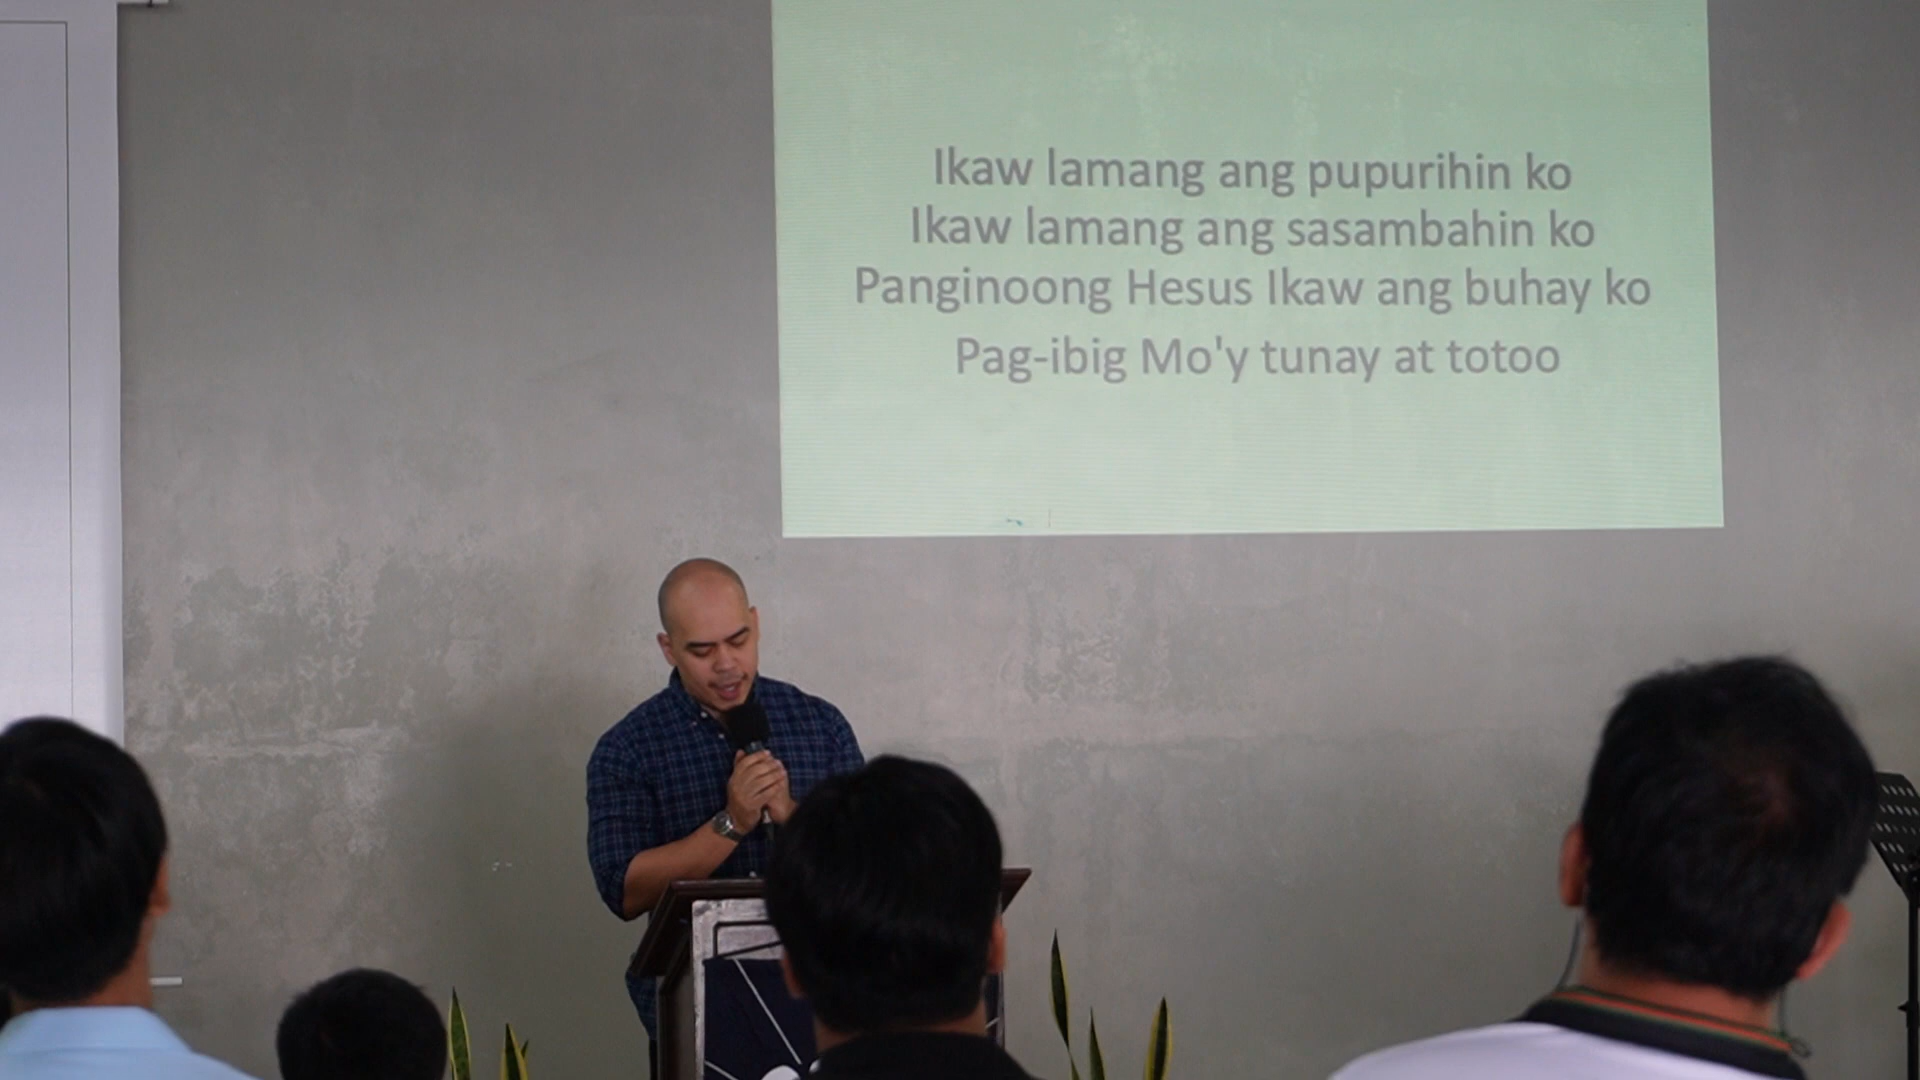 Ikaw lamang ang pupurihin ko
Ikaw lamang ang sasambahin ko
Panginoong Hesus Ikaw ang buhay ko
Pag-ibig Mo'y tunay at totoo